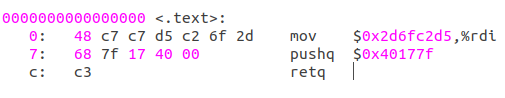 0000000000000000 <.text>:
0: 48 c7 c7 d5 c2 6f 2d mov $0x2d6fc2d5,%rdi
7: 68 7f 17 40 00 pushq $0x40177f
c: c3 retq